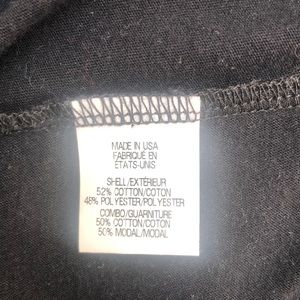 MADE IN USA
FABRIQUÉ EN
ÉTATS-UNIS
SHELL/EXTÉRIEUR
52% COTTON/COTON
48% POLYESTER/POLYESTER
COMBO/GUARNITURE
50% COTTON/COTON
50% MODAL/MODAL